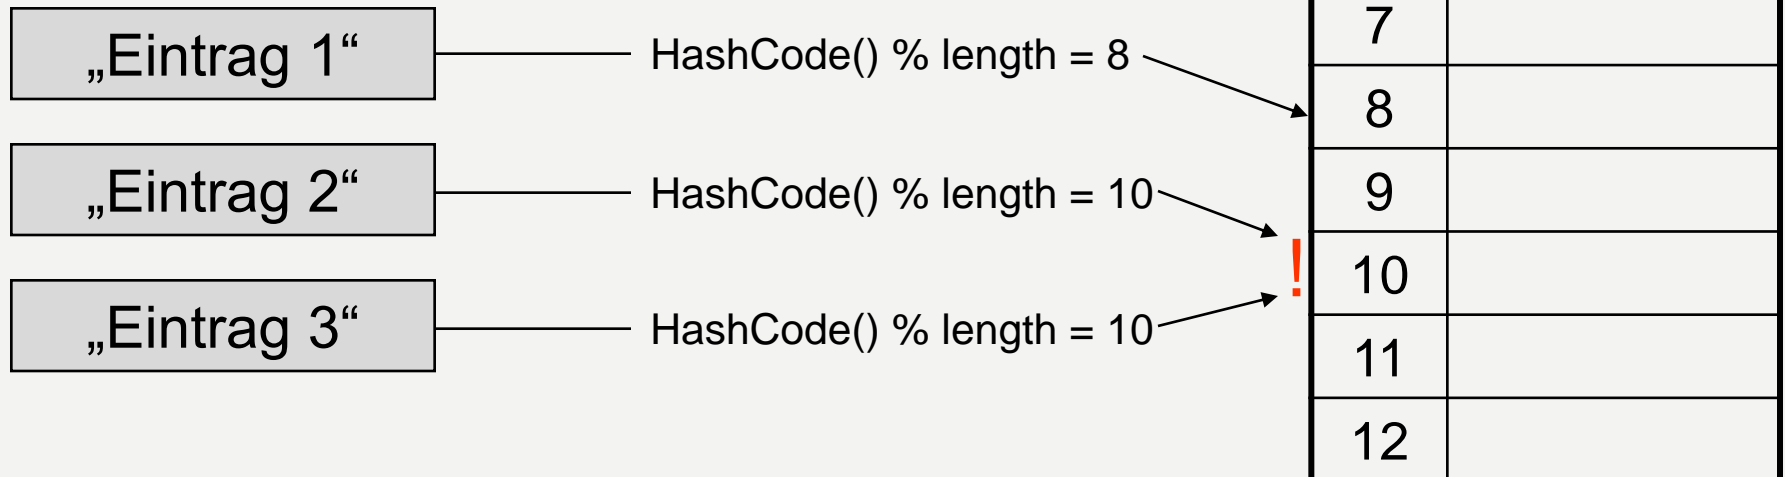 „Eintrag 1“
HashCode() % length = 8
„Eintrag 2“
HashCode() % length = 10
„Eintrag 3“
HashCode() % length = 10
!
7
8
9
10
11
12